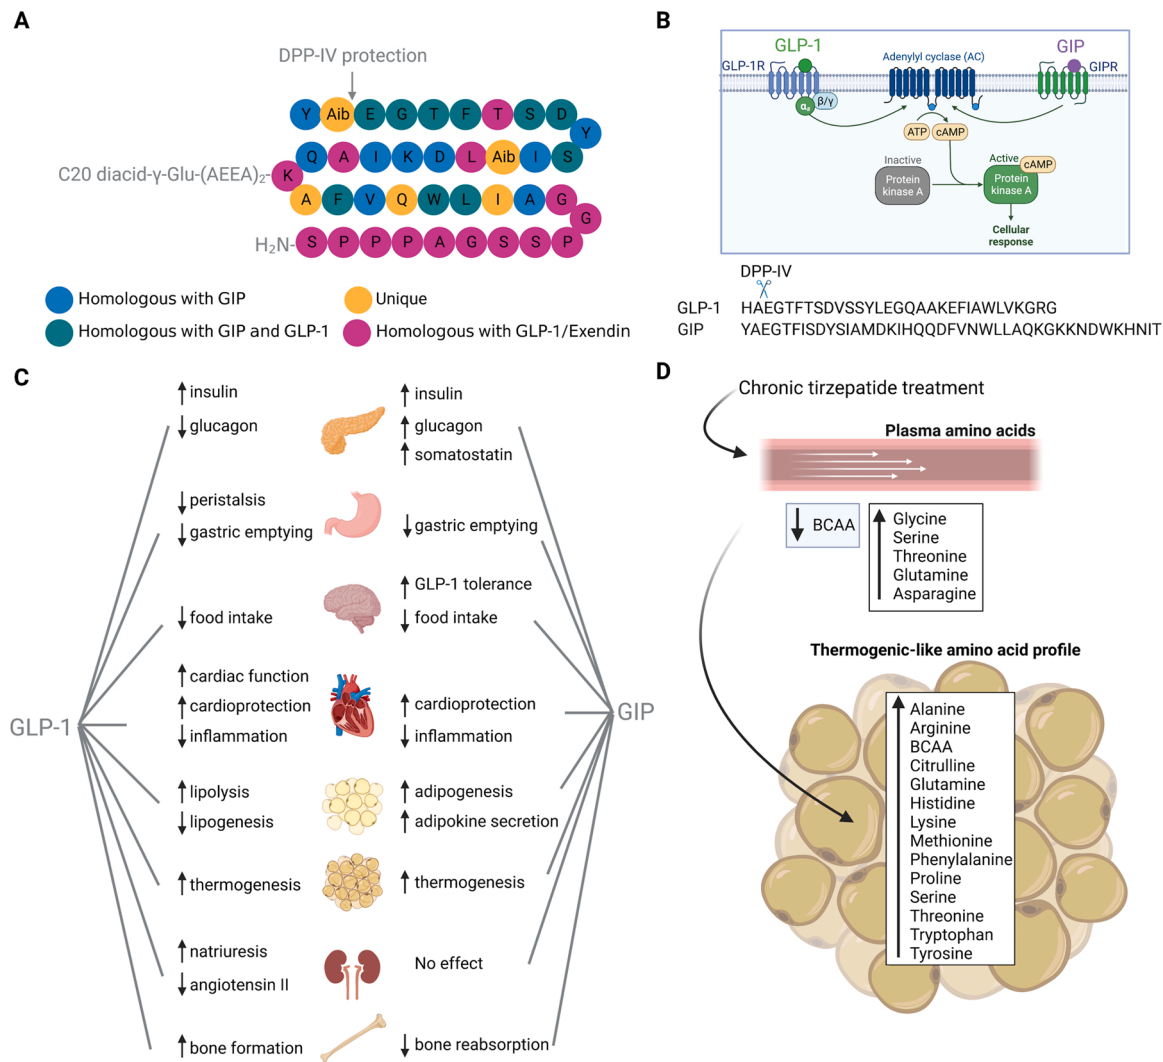 A
DPP-IV protection
Y Aib E G T F T S D
Y
Q A I K D L Aib I S
C20 diacid-γ-Glu-(AEEA)₂- K
A F V Q W L I A G
G
H₂N- S P P P A G S S P
Homologous with GIP
Unique
Homologous with GIP and GLP-1
Homologous with GLP-1/Exendin
B
GLP-1
GIP
GLP-1R
Adenylyl cyclase (AC)
GIPR
αs
β/γ
ATP
cAMP
Inactive
Protein
kinase A
Active
cAMP
Protein
kinase A
Cellular
response
DPP-IV
GLP-1 HAEGTFTSDVSSYLEGQAAKEFIAWLVKGRG
GIP YAEGTFISDYSIAMDKIHQQDFVNWLLAQKGKKNDWKHNIT
C
GLP-1
GIP
↑ insulin
↓ glucagon
↑ insulin
↑ glucagon
↑ somatostatin
↓ peristalsis
↓ gastric emptying
↓ gastric emptying
↑ GLP-1 tolerance
↓ food intake
↓ food intake
↑ cardiac function
↑ cardioprotection
↓ inflammation
↑ cardioprotection
↓ inflammation
↑ lipolysis
↓ lipogenesis
↑ adipogenesis
↑ adipokine secretion
↑ thermogenesis
↑ thermogenesis
↑ natriuresis
↓ angiotensin II
No effect
↑ bone formation
↓ bone reabsorption
D
Chronic tirzepatide treatment
Plasma amino acids
↓ BCAA
↑ Glycine
Serine
Threonine
Glutamine
Asparagine
Thermogenic-like amino acid profile
↑ Alanine
Arginine
BCAA
Citrulline
Glutamine
Histidine
Lysine
Methionine
Phenylalanine
Proline
Serine
Threonine
Tryptophan
Tyrosine